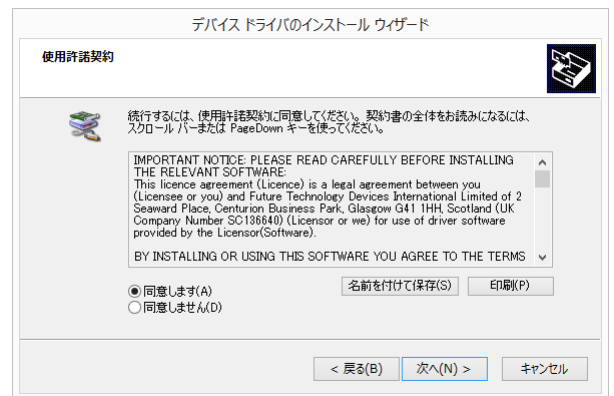 デバイス ドライバのインストール ウィザード
使用許諾契約
続行するには、使用許諾契約に同意してください。契約書の全体をお読みになるには、
スクロール バーまたは PageDown キーを使ってください。
IMPORTANT NOTICE: PLEASE READ CAREFULLY BEFORE INSTALLING
THE RELEVANT SOFTWARE:
This licence agreement (Licence) is a legal agreement between you
(Licensee or you) and Future Technology Devices International Limited of 2
Seaward Place, Centurion Business Park, Glasgow G41 1HH, Scotland (UK
Company Number SC136640) (Licensor or we) for use of driver software
provided by the Licensor(Software).
BY INSTALLING OR USING THIS SOFTWARE YOU AGREE TO THE TERMS
同意します(A)
名前を付けて保存(S)
印刷(P)
同意しません(D)
< 戻る(B)
次へ(N) >
キャンセル